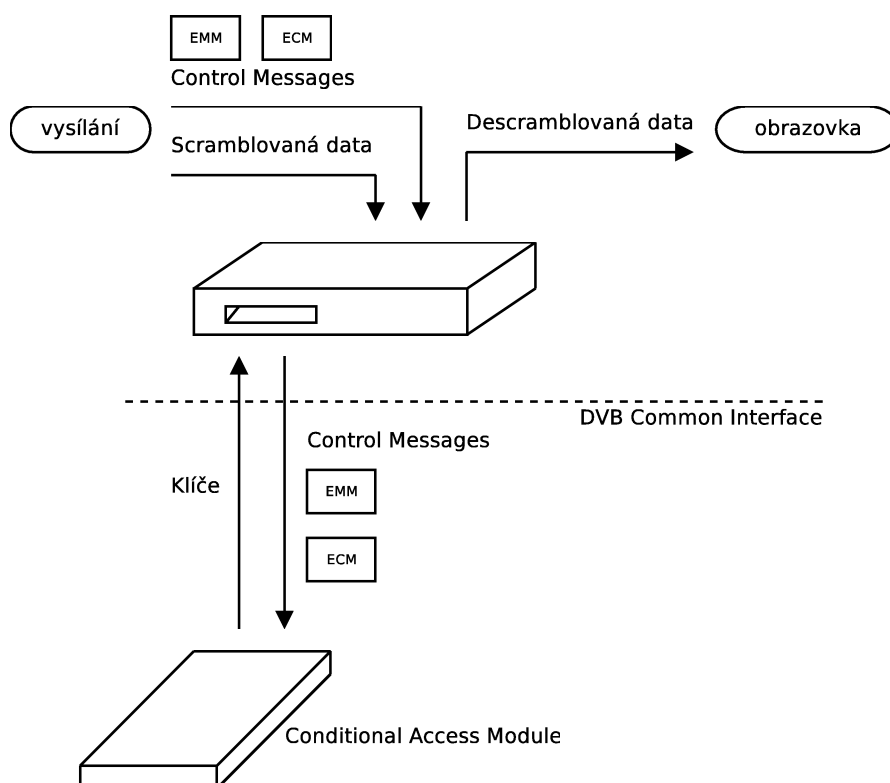 EMM
ECM
Control Messages
vysílání
Scramblovaná data
Descramblovaná data
obrazovka
DVB Common Interface
Control Messages
Klíče
EMM
ECM
Conditional Access Module